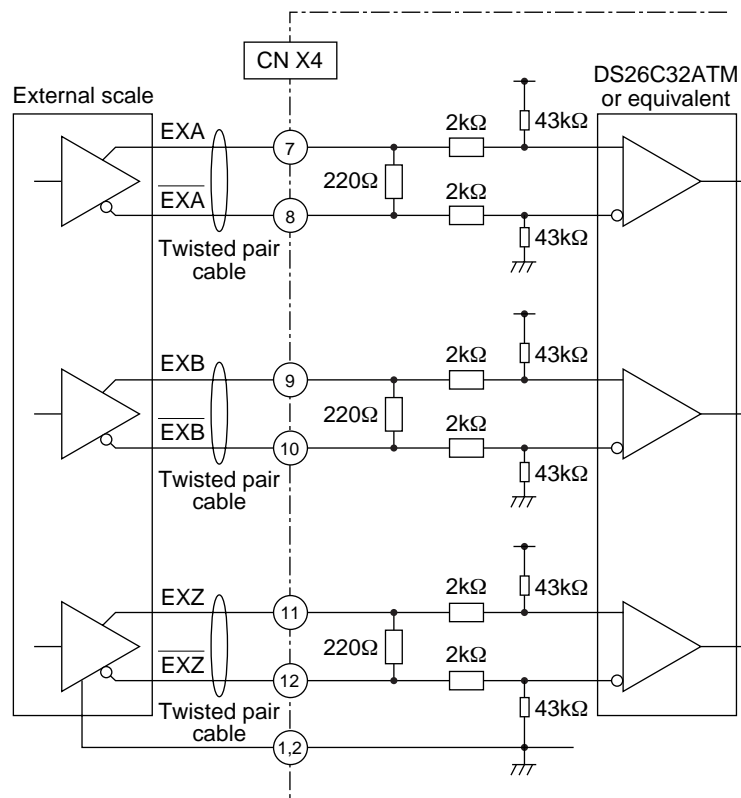 CN X4
External scale
DS26C32ATM
or equivalent
EXA
7
2kΩ
43kΩ
220Ω
EXA
8
2kΩ
43kΩ
Twisted pair
cable
EXB
9
2kΩ
43kΩ
220Ω
EXB
10
2kΩ
43kΩ
Twisted pair
cable
EXZ
11
2kΩ
43kΩ
220Ω
EXZ
12
2kΩ
43kΩ
Twisted pair
cable
1,2